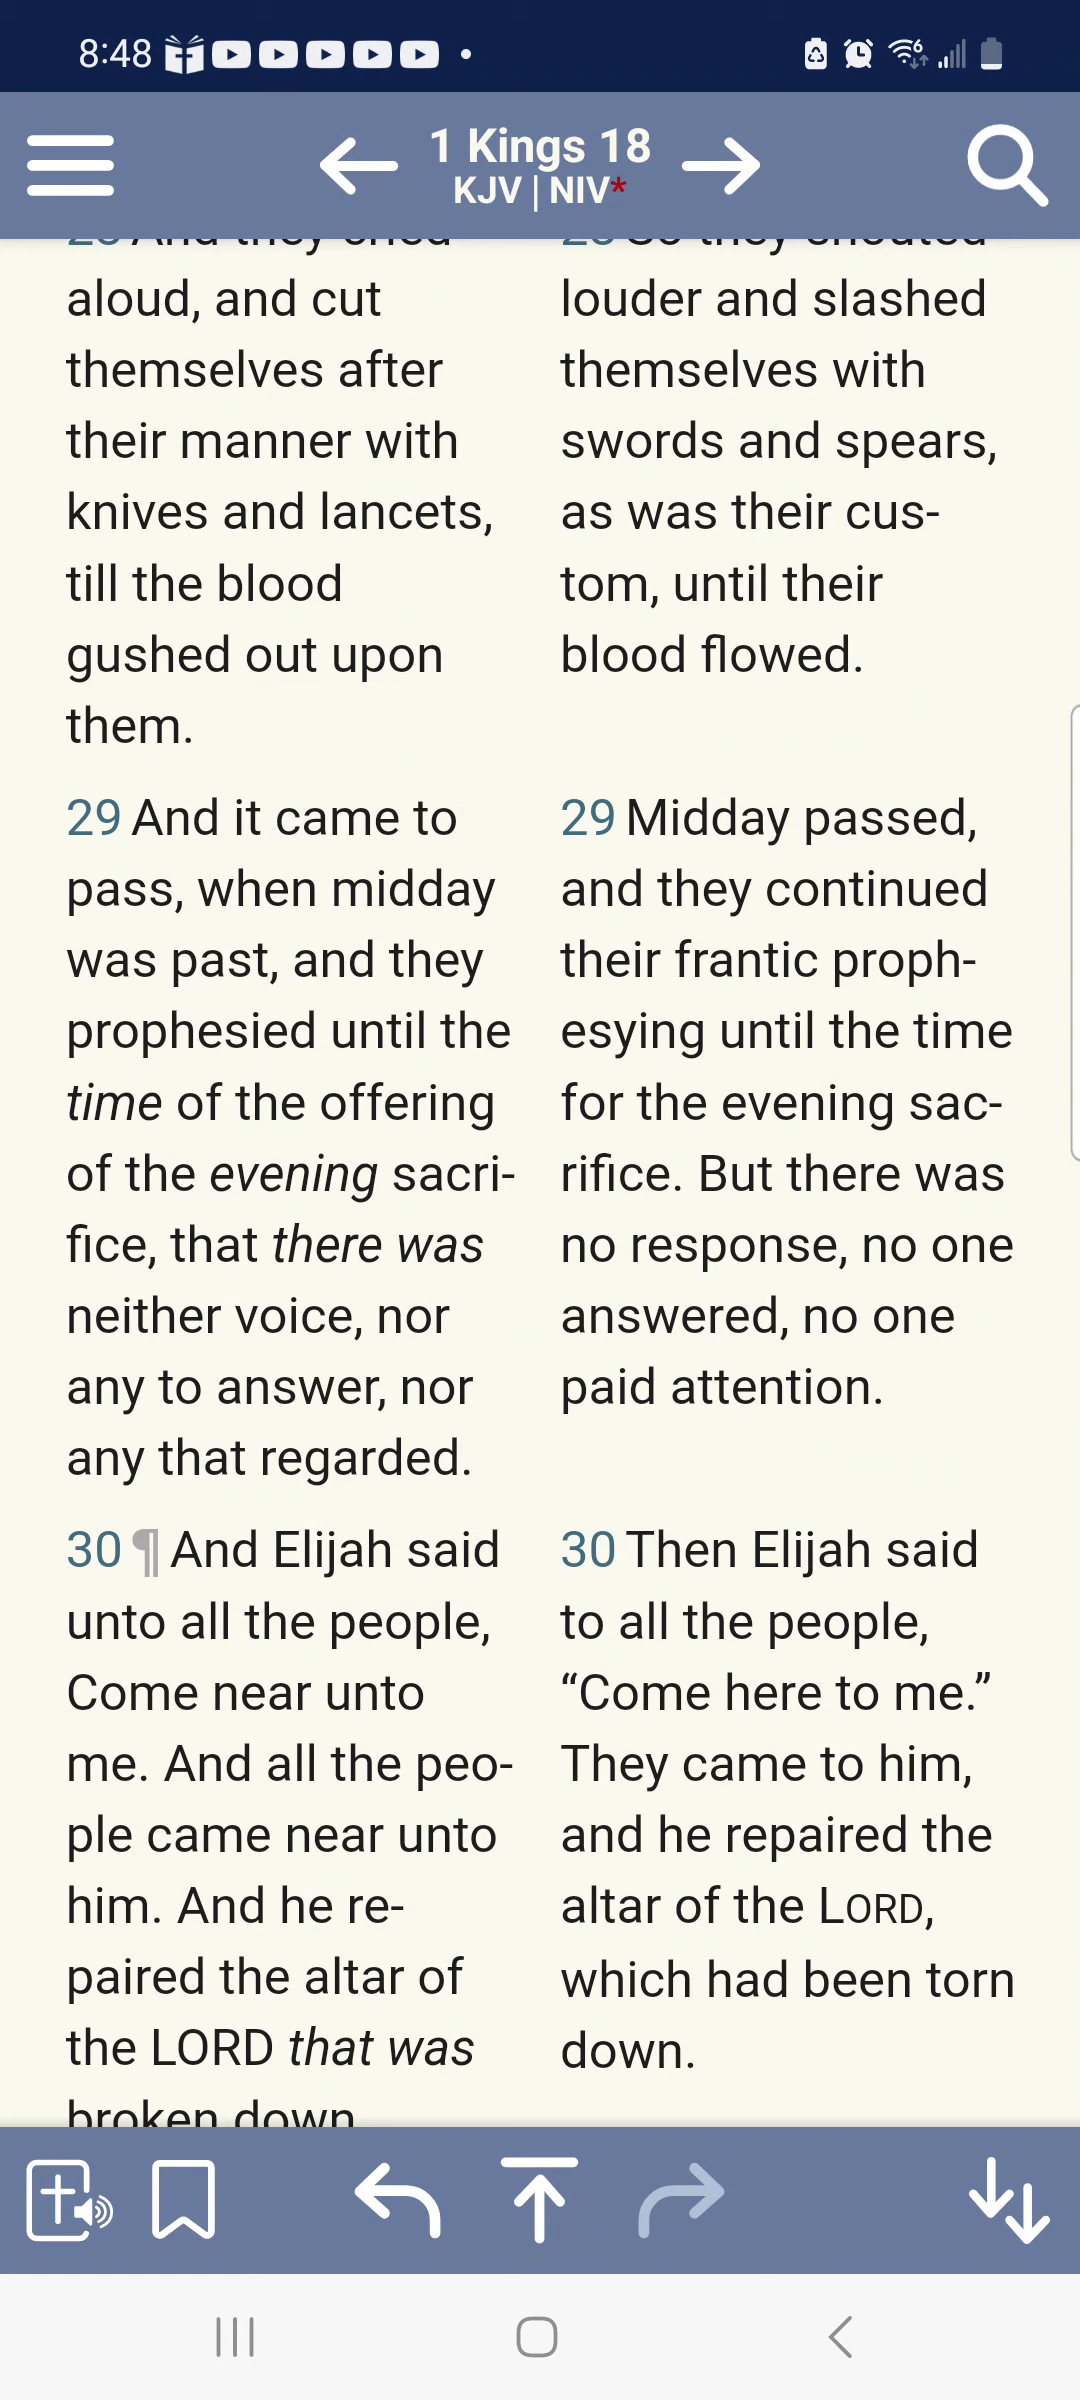 8:48
1 Kings 18
KJV | NIV*
28 And they cried
aloud, and cut
themselves after
their manner with
knives and lancets,
till the blood
gushed out upon
them.
29 And it came to
pass, when midday
was past, and they
prophesied until the
time of the offering
of the evening sacri-
fice, that there was
neither voice, nor
any to answer, nor
any that regarded.
30 ¶ And Elijah said
unto all the people,
Come near unto
me. And all the peo-
ple came near unto
him. And he re-
paired the altar of
the LORD that was
broken down.
28 So they shouted
louder and slashed
themselves with
swords and spears,
as was their cus-
tom, until their
blood flowed.
29 Midday passed,
and they continued
their frantic proph-
esying until the time
for the evening sac-
rifice. But there was
no response, no one
answered, no one
paid attention.
30 Then Elijah said
to all the people,
“Come here to me.”
They came to him,
and he repaired the
altar of the LORD,
which had been torn
down.